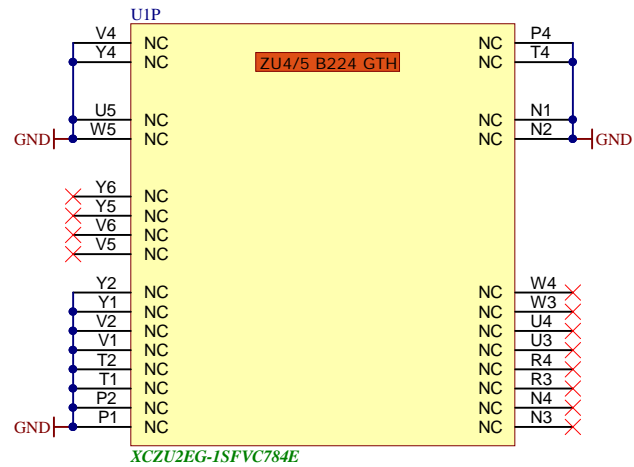 U1P
V4 NC NC P4
Y4 NC ZU4/5 B224 GTH NC T4
U5 NC NC N1
GND W5 NC NC N2 GND
Y6 NC
Y5 NC
V6 NC
V5 NC
Y2 NC NC W4
Y1 NC NC W3
V2 NC NC U4
V1 NC NC U3
T2 NC NC R4
T1 NC NC R3
P2 NC NC N4
GND P1 NC NC N3
XCZU2EG-1SFVC784E